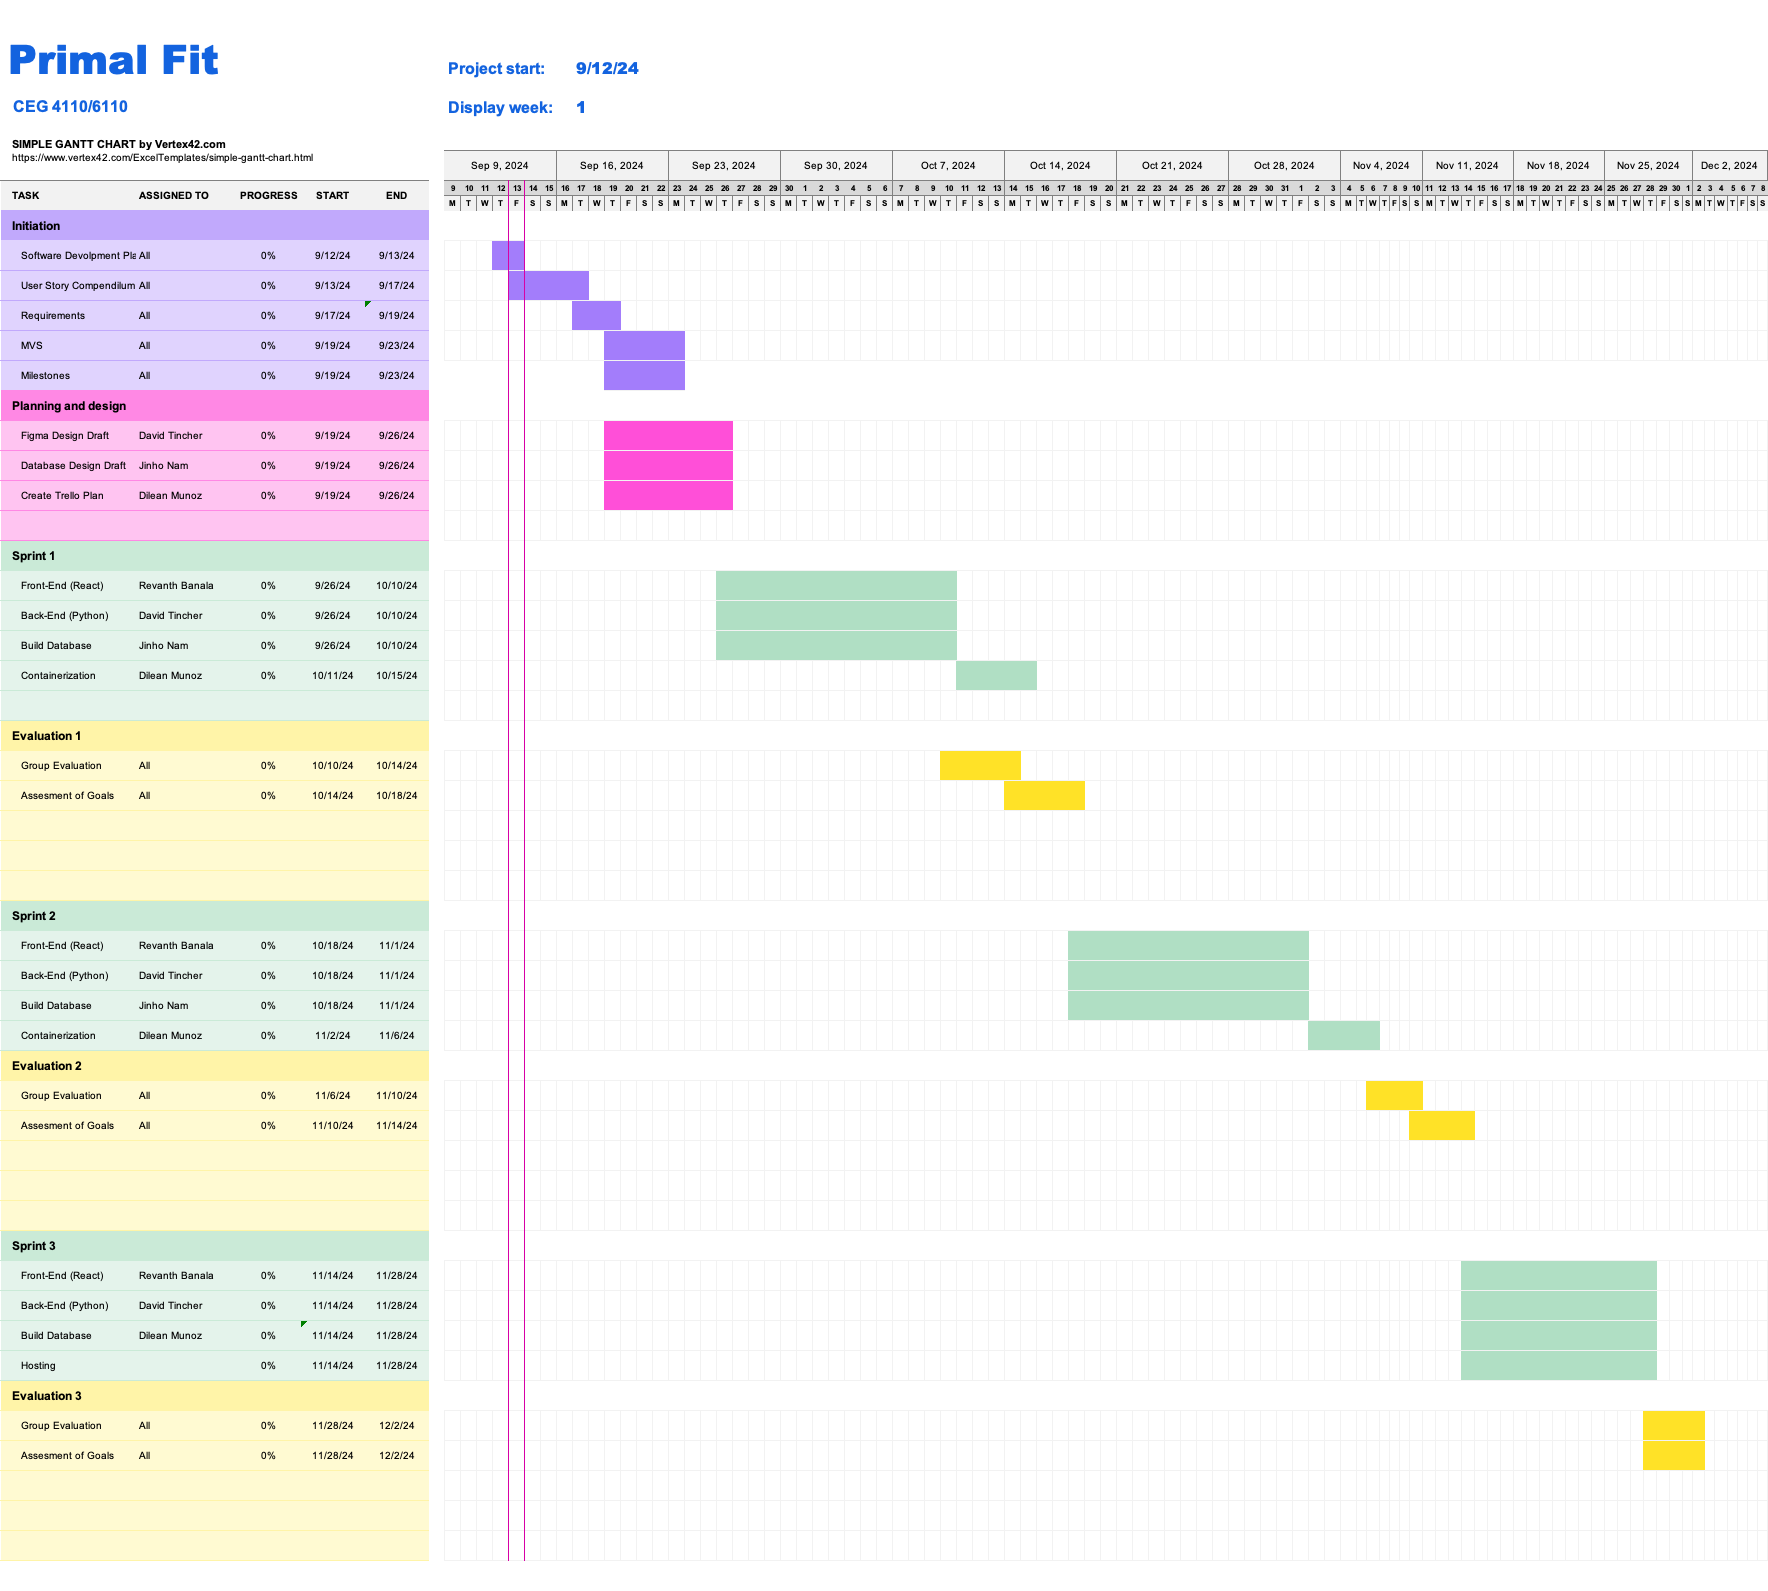 Primal Fit
Project start: 9/12/24
CEG 4110/6110
Display week: 1
SIMPLE GANTT CHART by Vertex42.com
https://www.vertex42.com/ExcelTemplates/simple-gantt-chart.html
Sep 9, 2024 Sep 16, 2024 Sep 23, 2024 Sep 30, 2024 Oct 7, 2024 Oct 14, 2024 Oct 21, 2024 Oct 28, 2024 Nov 4, 2024 Nov 11, 2024 Nov 18, 2024 Nov 25, 2024 Dec 2, 2024
9 10 11 12 13 14 15 16 17 18 19 20 21 22 23 24 25 26 27 28 29 30 1 2 3 4 5 6 7 8 9 10 11 12 13 14 15 16 17 18 19 20 21 22 23 24 25 26 27 28 29 30 31 1 2 3 4 5 6 7 8 9 10 11 12 13 14 15 16 17 18 19 20 21 22 23 24 25 26 27 28 29 30 1 2 3 4 5 6 7 8
TASK ASSIGNED TO PROGRESS START END
M T W T F S S M T W T F S S M T W T F S S M T W T F S S M T W T F S S M T W T F S S M T W T F S S M T W T F S S M T W T F S S M T W T F S S M T W T F S S M T W T F S S M T W T F S S
Initiation
Software Devolpment Pla All 0% 9/12/24 9/13/24
User Story Compendium All 0% 9/13/24 9/17/24
Requirements All 0% 9/17/24 9/19/24
MVS All 0% 9/19/24 9/23/24
Milestones All 0% 9/19/24 9/23/24
Planning and design
Figma Design Draft David Tincher 0% 9/19/24 9/26/24
Database Design Draft Jinho Nam 0% 9/19/24 9/26/24
Create Trello Plan Dilean Munoz 0% 9/19/24 9/26/24
Sprint 1
Front-End (React) Revanth Banala 0% 9/26/24 10/10/24
Back-End (Python) David Tincher 0% 9/26/24 10/10/24
Build Database Jinho Nam 0% 9/26/24 10/10/24
Containerization Dilean Munoz 0% 10/11/24 10/15/24
Evaluation 1
Group Evaluation All 0% 10/10/24 10/14/24
Assesment of Goals All 0% 10/14/24 10/18/24
Sprint 2
Front-End (React) Revanth Banala 0% 10/18/24 11/1/24
Back-End (Python) David Tincher 0% 10/18/24 11/1/24
Build Database Jinho Nam 0% 10/18/24 11/1/24
Containerization Dilean Munoz 0% 11/2/24 11/6/24
Evaluation 2
Group Evaluation All 0% 11/6/24 11/10/24
Assesment of Goals All 0% 11/10/24 11/14/24
Sprint 3
Front-End (React) Revanth Banala 0% 11/14/24 11/28/24
Back-End (Python) David Tincher 0% 11/14/24 11/28/24
Build Database Dilean Munoz 0% 11/14/24 11/28/24
Hosting 0% 11/14/24 11/28/24
Evaluation 3
Group Evaluation All 0% 11/28/24 12/2/24
Assesment of Goals All 0% 11/28/24 12/2/24